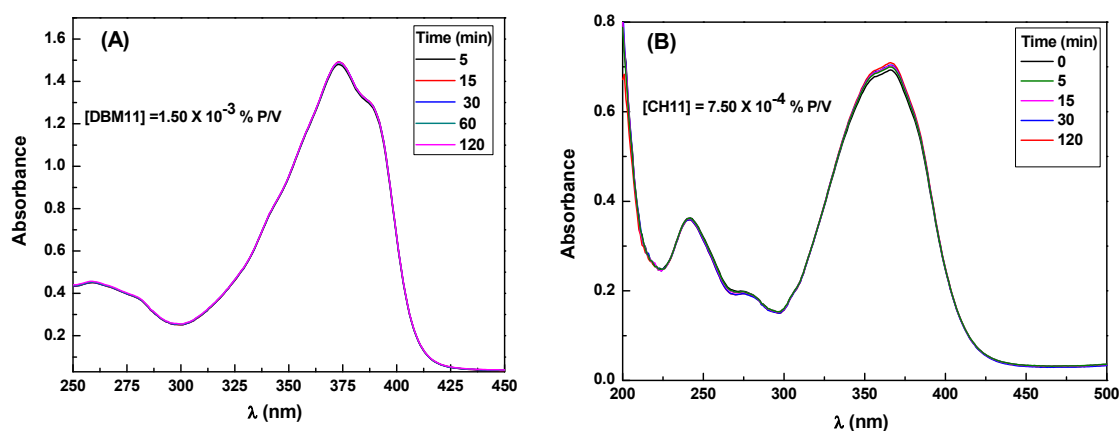 (A)
Time (min)
5
15
30
60
120
[DBM11] =1.50 X 10⁻³ % P/V
Absorbance
1.6
1.4
1.2
1.0
0.8
0.6
0.4
0.2
250 275 300 325 350 375 400 425 450
λ (nm)
(B)
Time (min)
0
5
15
30
120
[CH11] = 7.50 X 10⁻⁴ % P/V
Absorbance
0.8
0.6
0.4
0.2
0.0
200 250 300 350 400 450 500
λ (nm)